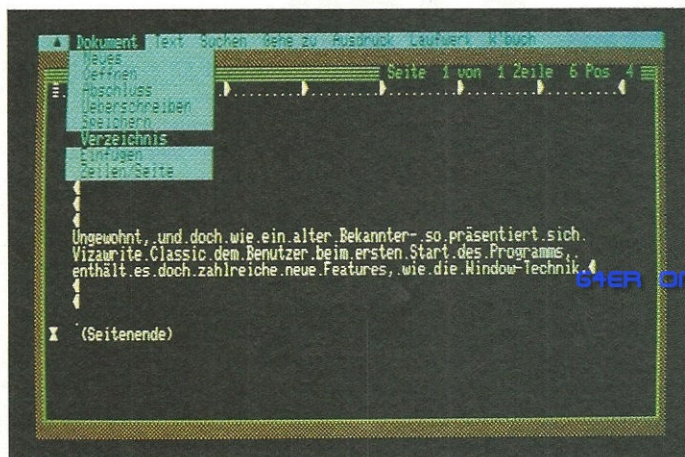 ▲ Dokument Text Suchen Gehe zu Ausdruck Laufwerk W'buch
Neues
Oeffnen
Seite 1 von 1 Zeile 6 Pos 4
Abschluss
Ueberschreiben
Speichern
Verzeichnis
Einfügen
Zeilen/Seite
Ungewohnt, und doch wie ein alter Bekannter- so präsentiert sich
Vizawrite Classic dem Benutzer beim ersten Start des Programms,
enthält es doch zahlreiche neue Features, wie die Window-Technik.
64ER ON
(Seitenende)